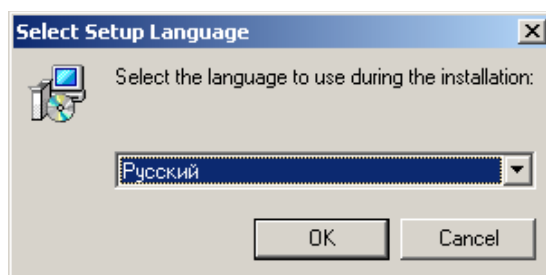 Select Setup Language
Select the language to use during the installation:
Русский
OK
Cancel